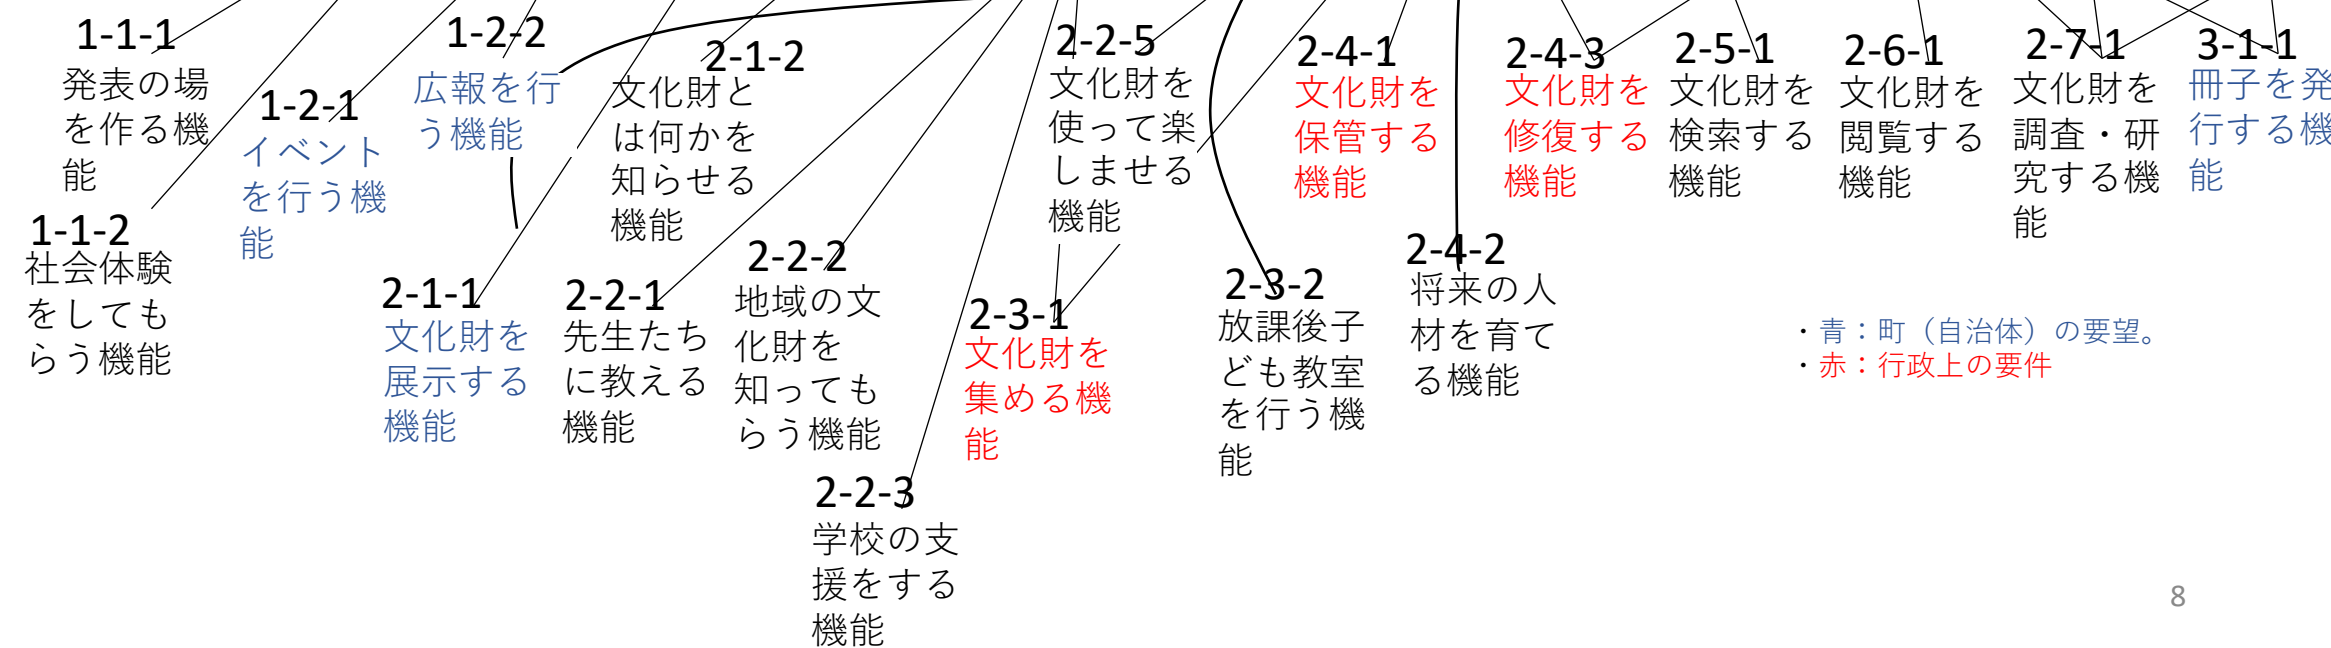 1-1-1
発表の場
を作る機
能
1-1-2
社会体験
をしても
らう機能
1-2-1
イベント
を行う機
能
1-2-2
広報を行
う機能
2-1-1
文化財を
展示する
機能
2-1-2
文化財と
は何かを
知らせる
機能
2-2-1
先生たち
に教える
機能
2-2-2
地域の文
化財を
知っても
らう機能
2-2-3
学校の支
援をする
機能
2-2-5
文化財を
使って楽
しませる
機能
2-3-1
文化財を
集める機
能
2-3-2
放課後子
ども教室
を行う機
能
2-4-1
文化財を
保管する
機能
2-4-2
将来の人
材を育て
る機能
2-4-3
文化財を
修復する
機能
2-5-1
文化財を
検索する
機能
2-6-1
文化財を
閲覧する
機能
2-7-1
文化財を
調査・研
究する機
能
3-1-1
冊子を発
行する機
能
・青：町（自治体）の要望。
・赤：行政上の要件
8